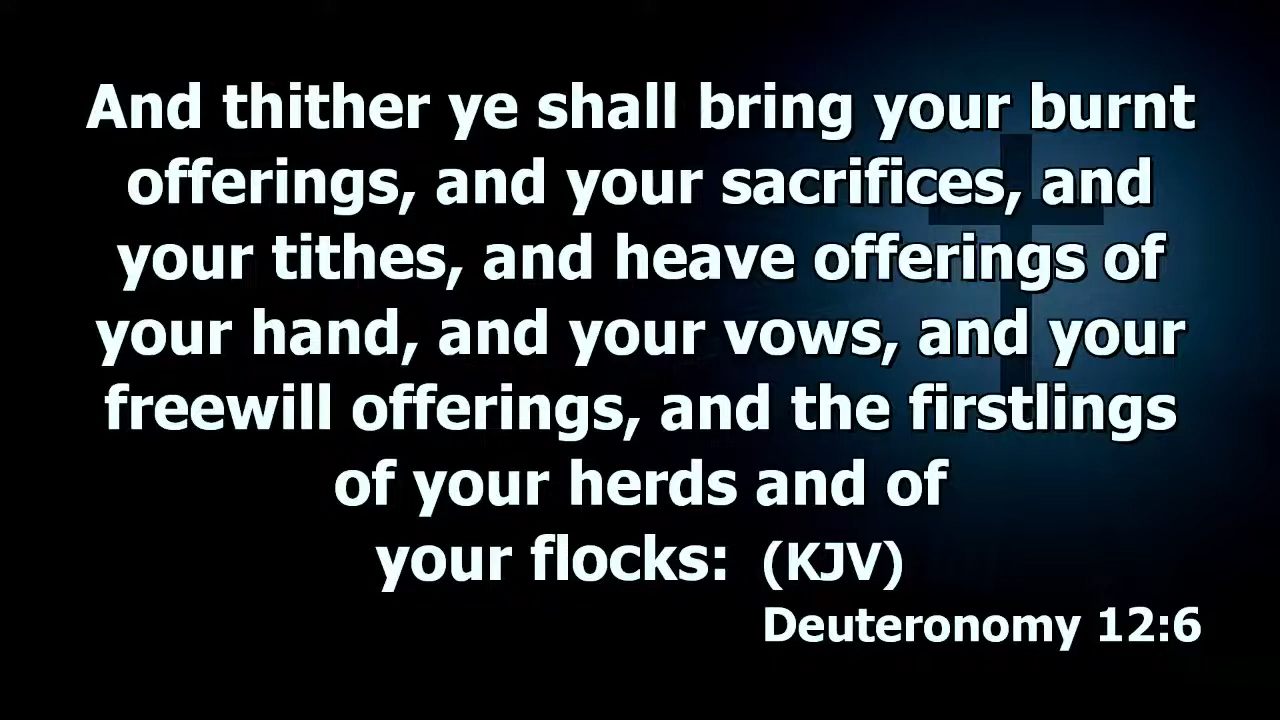 And thither ye shall bring your burnt
offerings, and your sacrifices, and
your tithes, and heave offerings of
your hand, and your vows, and your
freewill offerings, and the firstlings
of your herds and of
your flocks: (KJV)
Deuteronomy 12:6